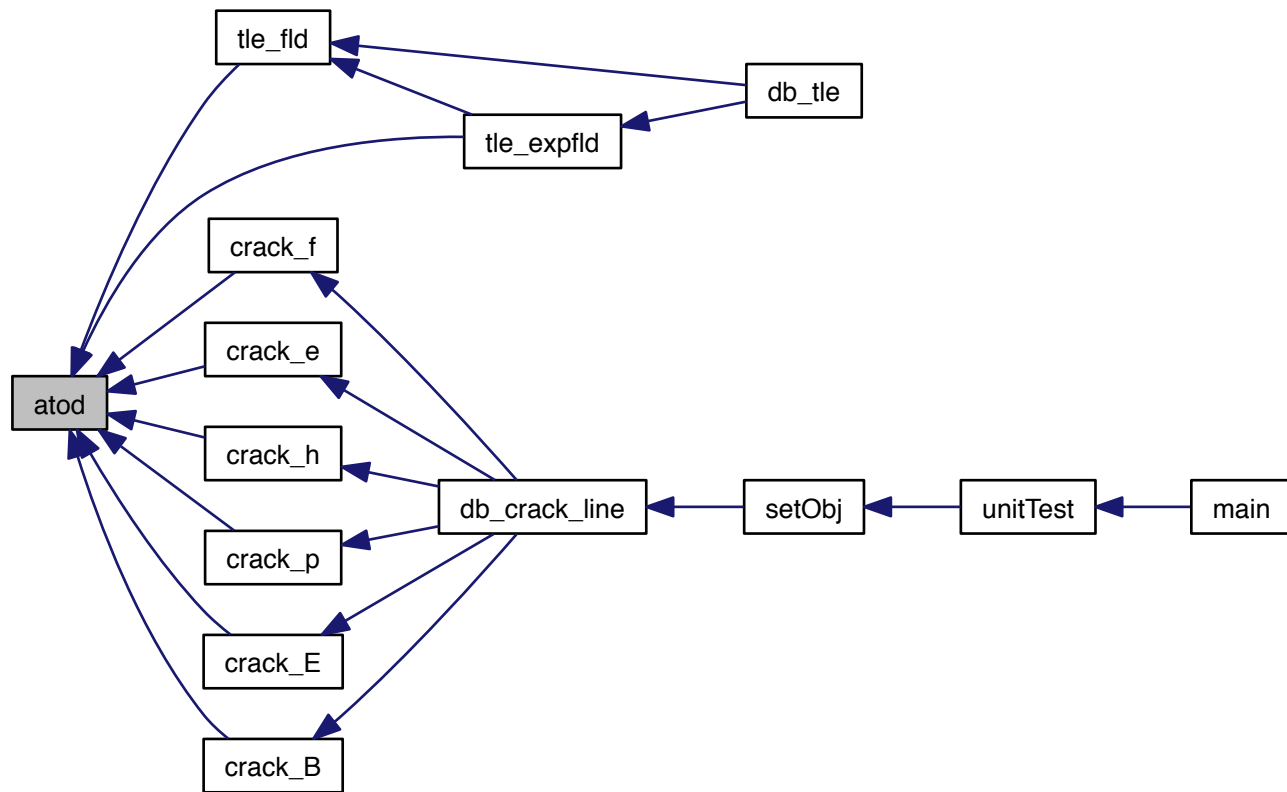 tle_fld
db_tle
tle_expfld
crack_f
crack_e
atod
crack_h
db_crack_line
setObj
unitTest
main
crack_p
crack_E
crack_B